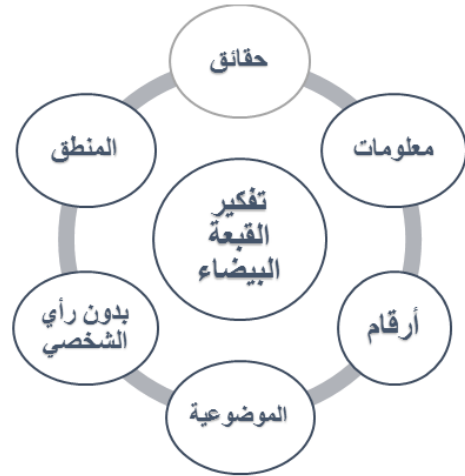 حقائق
معلومات
أرقام
الموضوعية
بدون رأي
الشخصي
المنطق
تفكير
القبعة
البيضاء